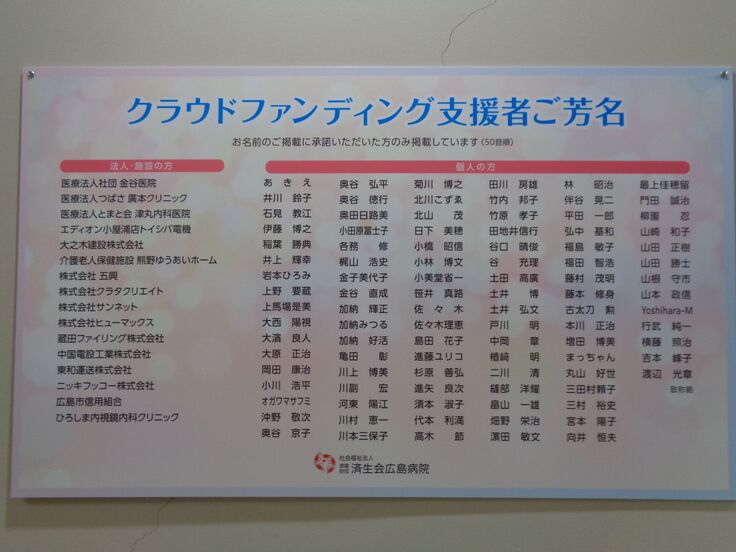 クラウドファンディング支援者ご芳名
お名前のご掲載に承諾いただいた方のみ掲載しています(50音順)
法人・施設の方
医療法人社団 金谷医院
医療法人つばさ 廣本クリニック
医療法人とまと会 津丸内科医院
エディオン小屋浦店トイシバ電機
大之木建設株式会社
介護老人保健施設 熊野ゆうあいホーム
株式会社 五興
株式会社クラタクリエイト
株式会社サンネット
株式会社ヒューマックス
蔵田ファイリング株式会社
中国電設工業株式会社
東和運送株式会社
ニッキフッコー株式会社
広島市信用組合
ひろしま内視鏡内科クリニック
個人の方
あきえ
井川 鈴子
石見 教江
伊藤 博之
稲葉 勝典
井上 輝幸
岩本ひろみ
上野 要蔵
上馬場是美
大西 陽視
大濱 良人
大原 正治
岡田 康治
小川 浩平
オガワマサフミ
沖野 敬次
奥谷 京子
奥谷 弘平
奥谷 徳行
奥田日路美
小田原冨士子
各務 修
梶山 浩史
金子美代子
金谷 直成
加納 輝正
加納みつる
加納 好活
亀田 彰
川上 博美
川副 宏
河東 陽江
川村 恵一
川本三保子
菊川 博之
北川こずゑ
北山 茂
日下 美穂
小橋 昭信
小林 博文
小美堂省一
笹井 真路
佐々木
佐々木理恵
島田 花子
進藤ユリコ
杉原 善弘
進矢 良次
須本 淑子
代本 利満
高木 節
田川 房雄
竹内 邦子
竹原 孝子
田地井信行
谷口 晴俊
谷 充理
土田 高廣
土井 博
土井 弘文
戸川 明
中岡 章
楢﨑 明
二川 清
縫部 洋耀
畠山 一雄
畑野 栄治
濵田 敏文
林 昭治
伴谷 晃二
平田 一郎
弘中 基和
福島 敏子
福田 智浩
藤村 茂明
藤本 修身
古太刀 勲
本川 正治
増田 博美
まっちゃん
丸山 好世
三田村頼子
三村 裕史
宮本 陽子
向井 恒夫
最上佳穂留
門田 誠治
柳園 忍
山崎 和子
山田 正樹
山田 勝士
山根 守市
山本 政信
Yoshihara-M
行武 純一
横藤 照治
吉本 峰子
渡辺 光章
敬称略
社会福祉法人
恩賜
財団
済生会広島病院